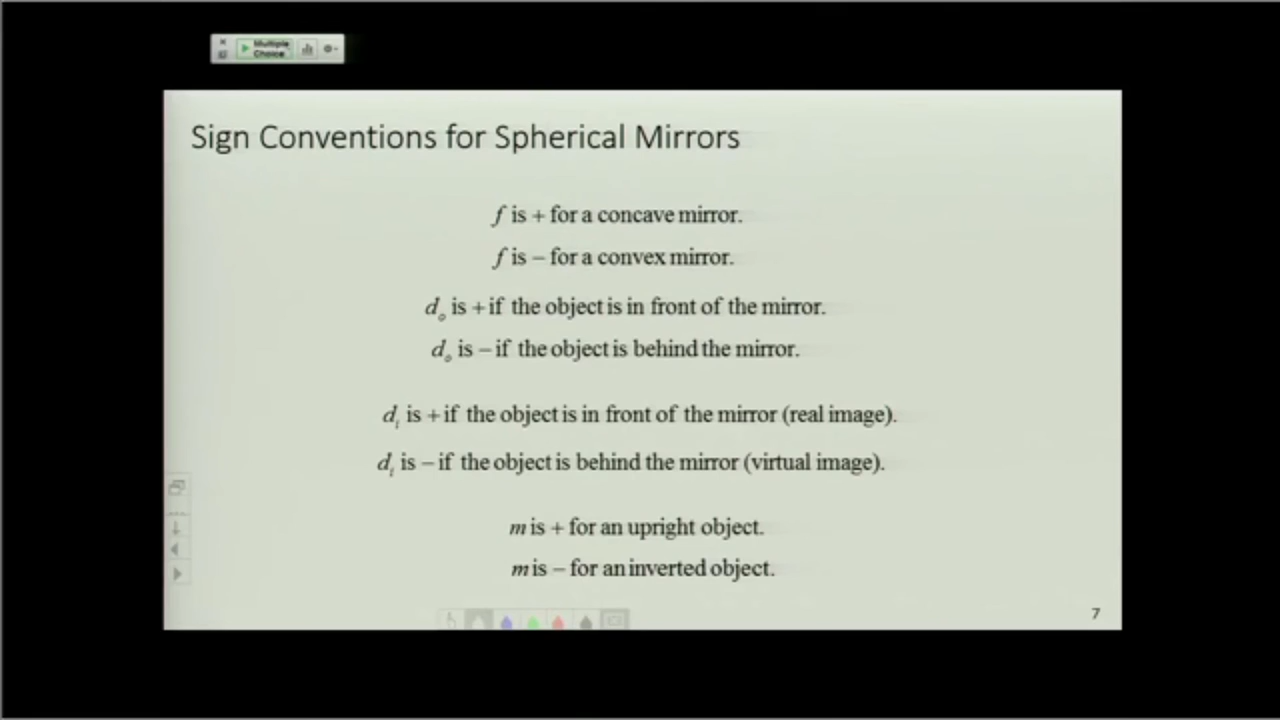 Multiple
Choice
Sign Conventions for Spherical Mirrors
f is + for a concave mirror.
f is − for a convex mirror.
dₒ is + if the object is in front of the mirror.
dₒ is − if the object is behind the mirror.
dᵢ is + if the object is in front of the mirror (real image).
dᵢ is − if the object is behind the mirror (virtual image).
m is + for an upright object.
m is − for an inverted object.
7